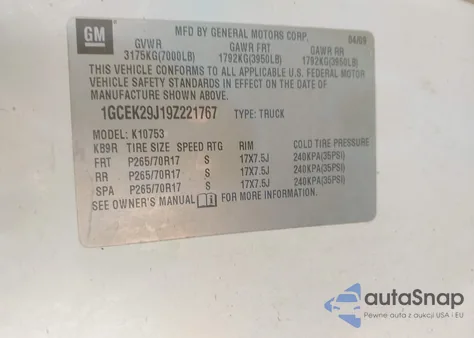 GM
MFD BY GENERAL MOTORS CORP. 04/09
GVWR GAWR FRT GAWR RR
3175KG(7000LB) 1792KG(3950LB) 1792KG(3950LB)
THIS VEHICLE CONFORMS TO ALL APPLICABLE U.S. FEDERAL MOTOR
VEHICLE SAFETY STANDARDS IN EFFECT ON THE DATE OF
MANUFACTURE SHOWN ABOVE.
1GCEK29J19Z221767 TYPE: TRUCK
MODEL: K10753
KB9R TIRE SIZE SPEED RTG RIM COLD TIRE PRESSURE
FRT P265/70R17 S 17X7.5J 240KPA(35PSI)
RR P265/70R17 S 17X7.5J 240KPA(35PSI)
SPA P265/70R17 S 17X7.5J 240KPA(35PSI)
SEE OWNER'S MANUAL FOR MORE INFORMATION.
autoSnap
Pewne auta z aukcji USA i EU